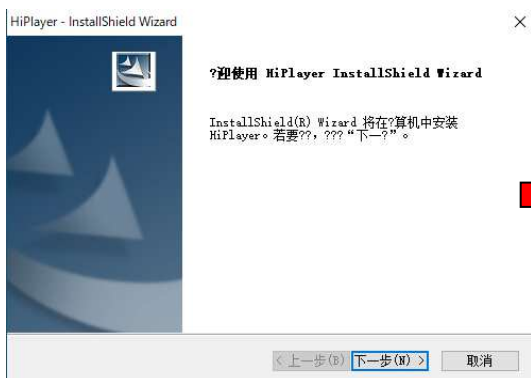 HiPlayer - InstallShield Wizard
?迎使用 HiPlayer InstallShield Wizard
InstallShield(R) Wizard 将在?算机中安装
HiPlayer。若要??，???“下一?”。
< 上一步(B)
下一步(N) >
取消